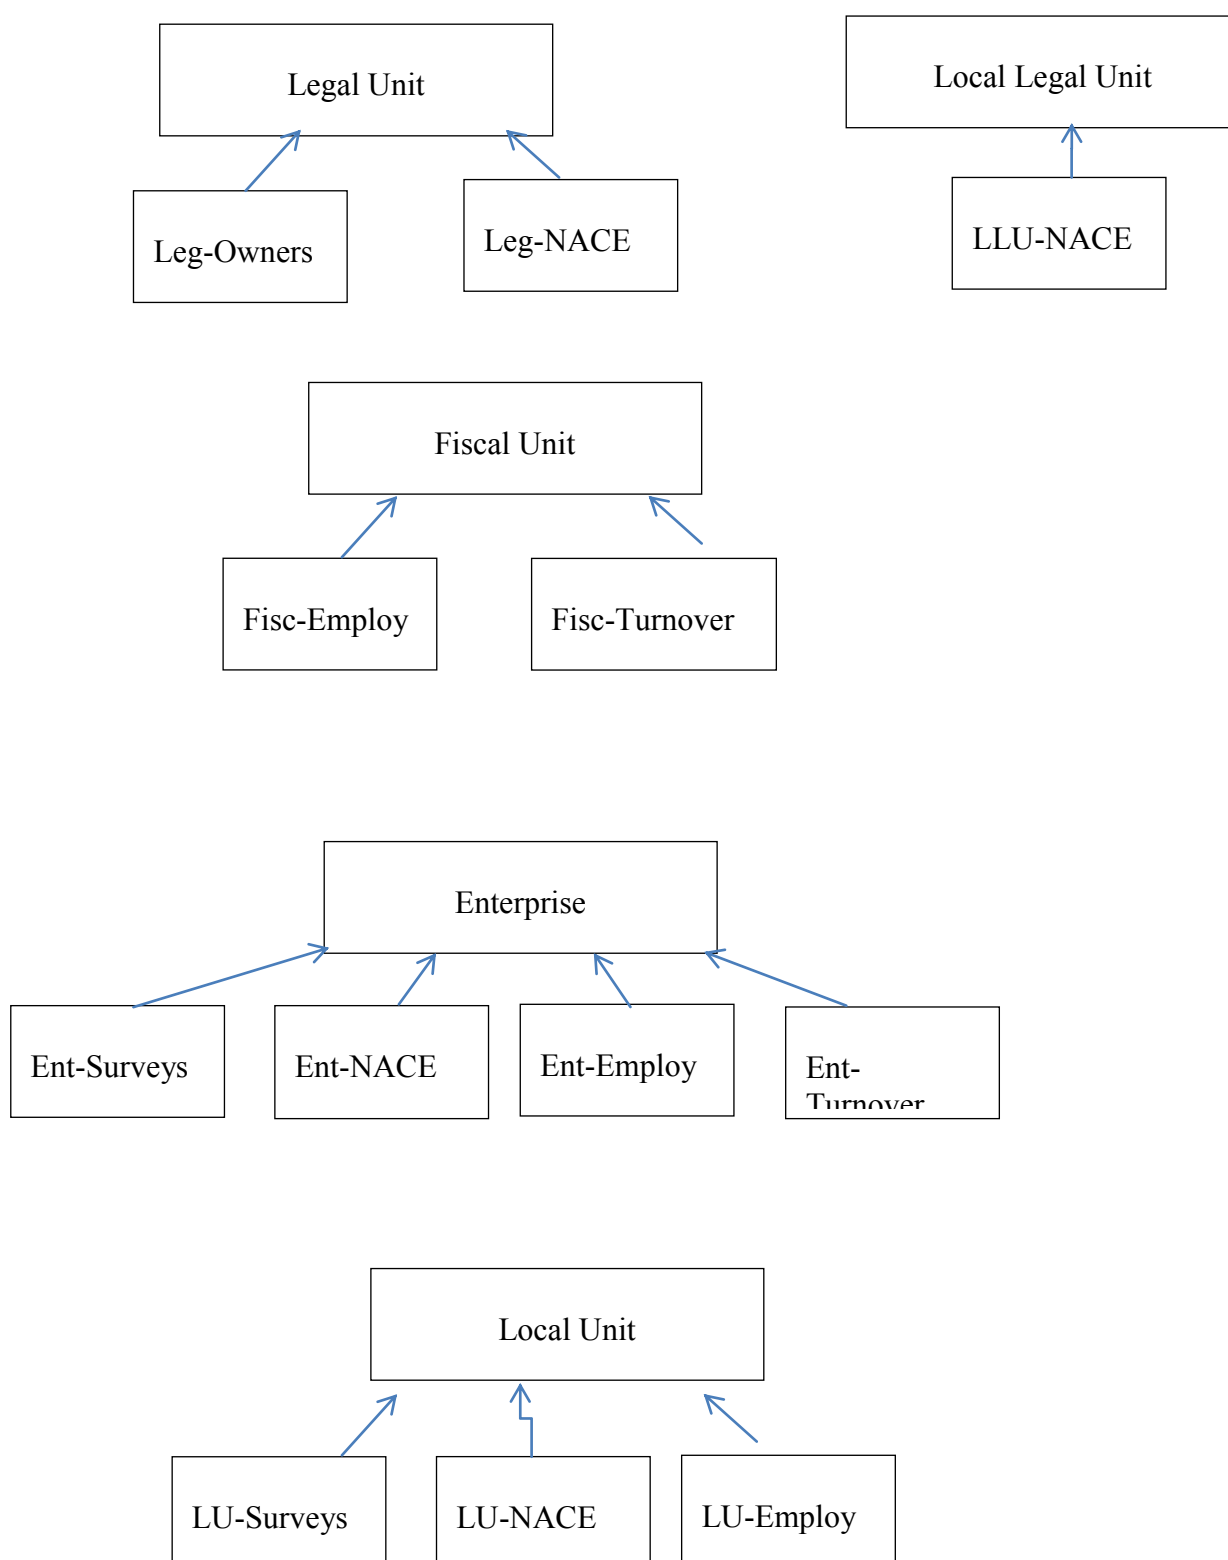 Legal Unit
Local Legal Unit
Leg-Owners
Leg-NACE
LLU-NACE
Fiscal Unit
Fisc-Employ
Fisc-Turnover
Enterprise
Ent-Surveys
Ent-NACE
Ent-Employ
Ent-
Turnover
Local Unit
LU-Surveys
LU-NACE
LU-Employ